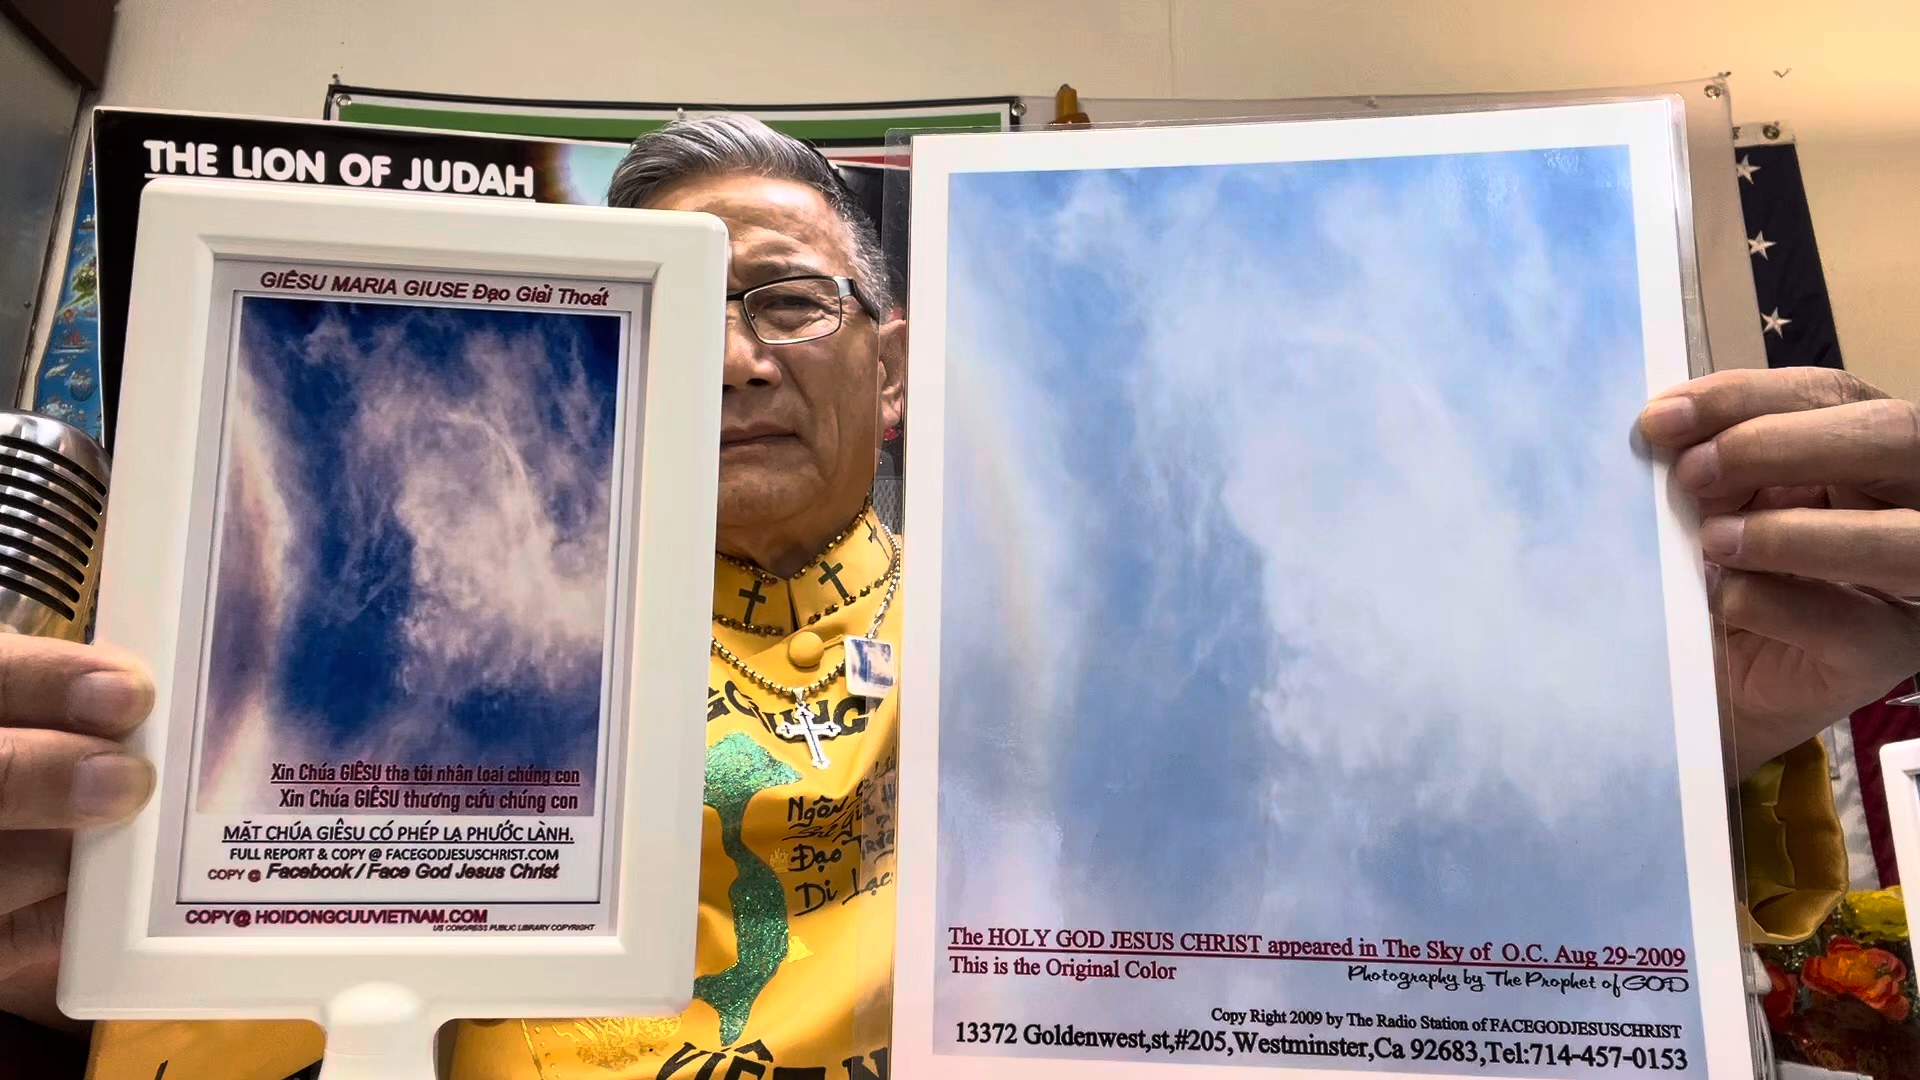 THE LION OF JUDAH
GIÊSU MARIA GIUSE Đạo Giải Thoát
Xin Chúa GIÊSU tha tôi nhân loại chúng con
Xin Chúa GIÊSU thương cứu chúng con
MẶT CHÚA GIÊSU CÓ PHÉP LẠ PHƯỚC LÀNH.
FULL REPORT & COPY @ FACEGODJESUSCHRIST.COM
COPY @ Facebook / Face God Jesus Christ
COPY@ HOIDONGCUUVIETNAM.COM
US CONGRESS PUBLIC LIBRARY COPYRIGHT
Đạo
Di Lạc
VIỆT N
The HOLY GOD JESUS CHRIST appeared in The Sky of O.C. Aug 29-2009
This is the Original Color
Photography by The Prophet of GOD
Copy Right 2009 by The Radio Station of FACEGODJESUSCHRIST
13372 Goldenwest,st,#205,Westminster,Ca 92683,Tel:714-457-0153